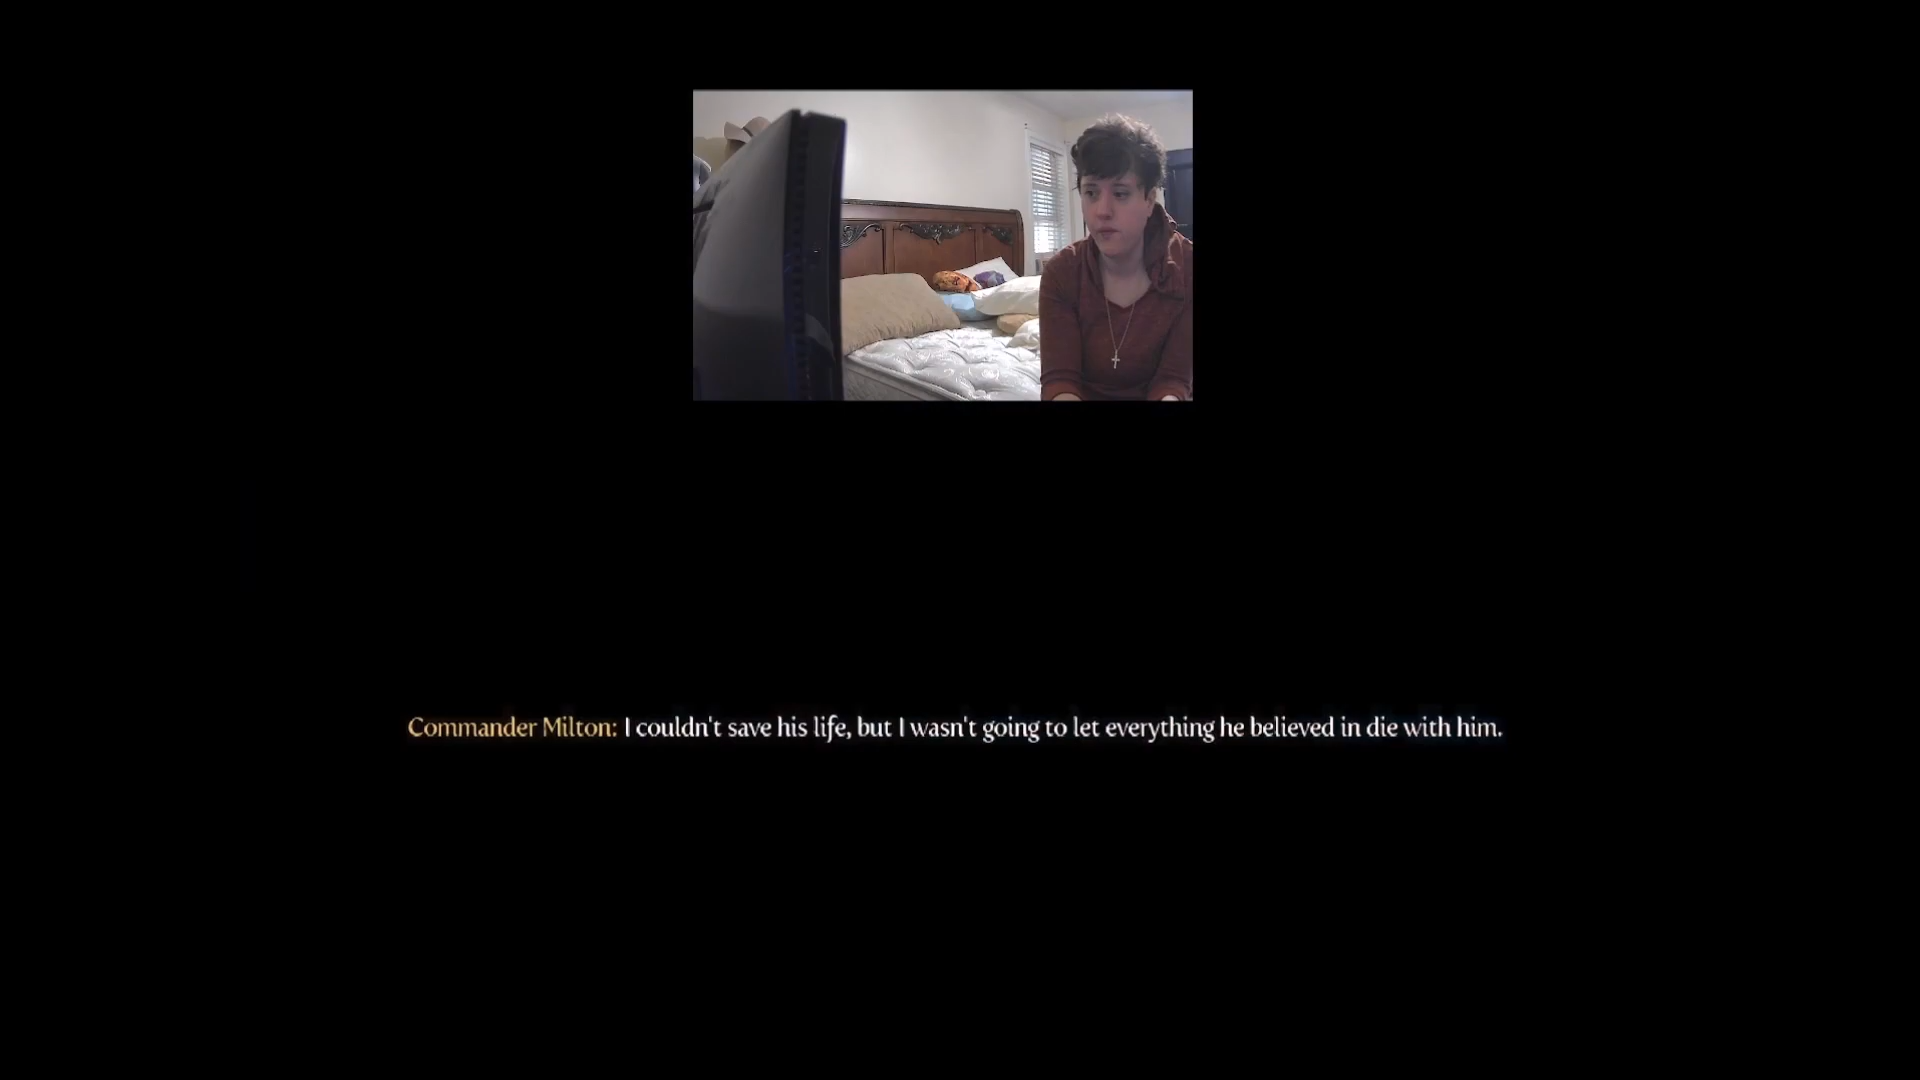 Commander Milton: I couldn't save his life, but I wasn't going to let everything he believed in die with him.